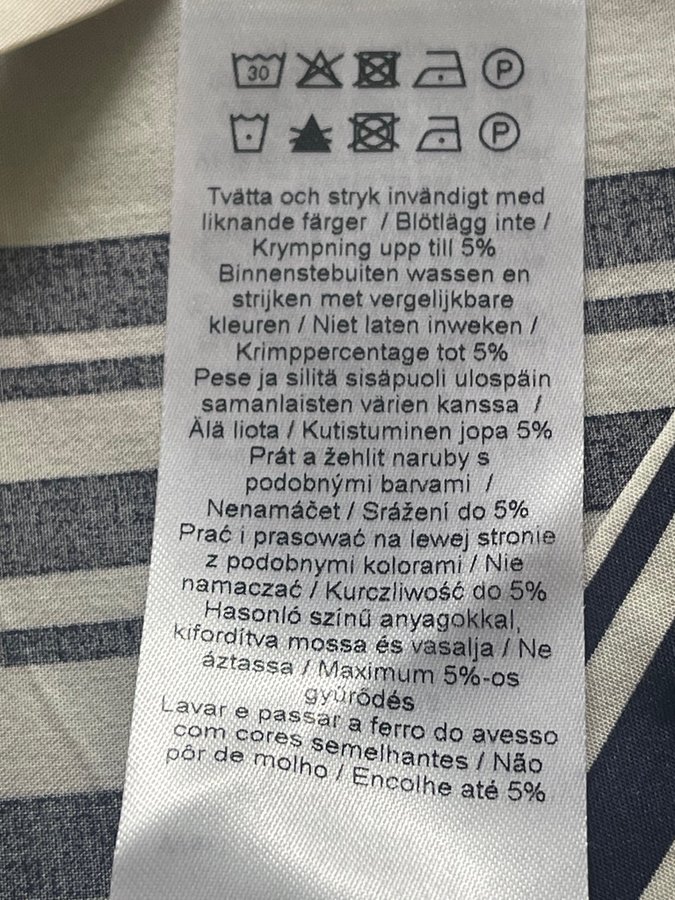 30 P
P
Tvätta och stryk invändigt med
liknande färger / Blötlägg inte /
Krympning upp till 5%
Binnenstebuiten wassen en
strijken met vergelijkbare
kleuren / Niet laten inweken /
Krimppercentage tot 5%
Pese ja silitä sisäpuoli ulospäin
samanlaisten värien kanssa /
Älä liota / Kutistuminen jopa 5%
Prát a žehlit naruby s
podobnými barvami /
Nenamáčet / Srážení do 5%
Prać i prasować na lewej stronie
z podobnymi kolorami / Nie
namaczać / Kurczliwość do 5%
Hasonló színű anyagokkal,
kifordítva mossa és vasalja / Ne
áztassa / Maximum 5%-os
gyűrődés
Lavar e passar a ferro do avesso
com cores semelhantes / Não
pôr de molho / Encolhe até 5%